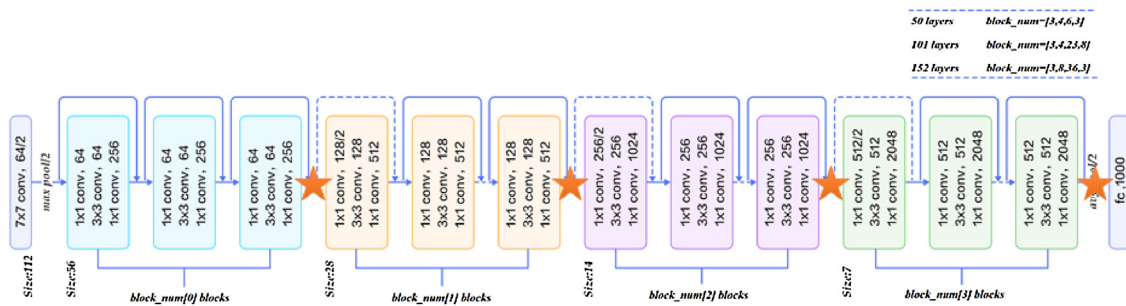 50 layers block_num=[3,4,6,3]
101 layers block_num=[3,4,23,8]
152 layers block_num=[3,8,36,3]
7x7 conv, 64/2
max pool/2
1x1 conv, 64
3x3 conv, 64
1x1 conv, 256
1x1 conv, 64
3x3 conv, 64
1x1 conv, 256
1x1 conv, 64
3x3 conv, 64
1x1 conv, 256
1x1 conv, 128/2
3x3 conv, 128
1x1 conv, 512
1x1 conv, 128
3x3 conv, 128
1x1 conv, 512
1x1 conv, 128
3x3 conv, 128
1x1 conv, 512
1x1 conv, 256/2
3x3 conv, 256
1x1 conv, 1024
1x1 conv, 256
3x3 conv, 256
1x1 conv, 1024
1x1 conv, 256
3x3 conv, 256
1x1 conv, 1024
1x1 conv, 512/2
3x3 conv, 512
1x1 conv, 2048
1x1 conv, 512
3x3 conv, 512
1x1 conv, 2048
1x1 conv, 512
3x3 conv, 512
1x1 conv, 2048
fc ,1000
Size:112
Size:56
Size:28
Size:14
Size:7
block_num[0] blocks
block_num[1] blocks
block_num[2] blocks
block_num[3] blocks